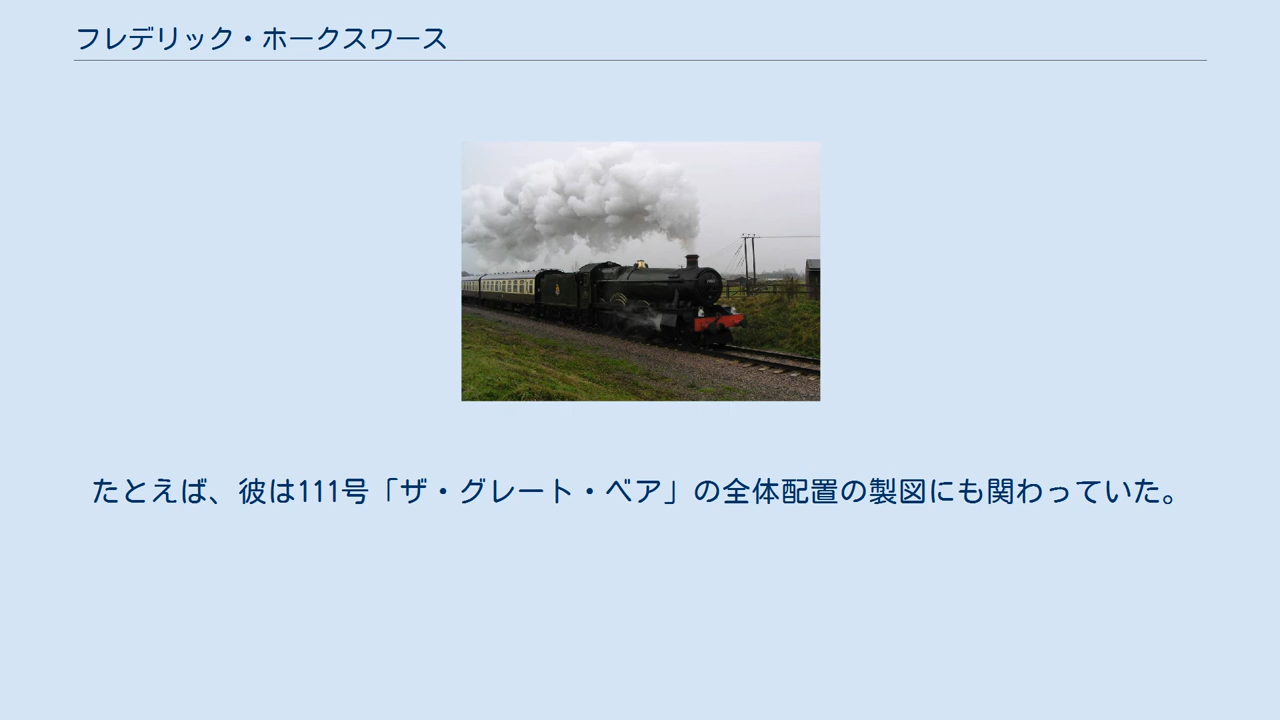 フレデリック・ホークスワース
たとえば、彼は111号「ザ・グレート・ベア」の全体配置の製図にも関わっていた。